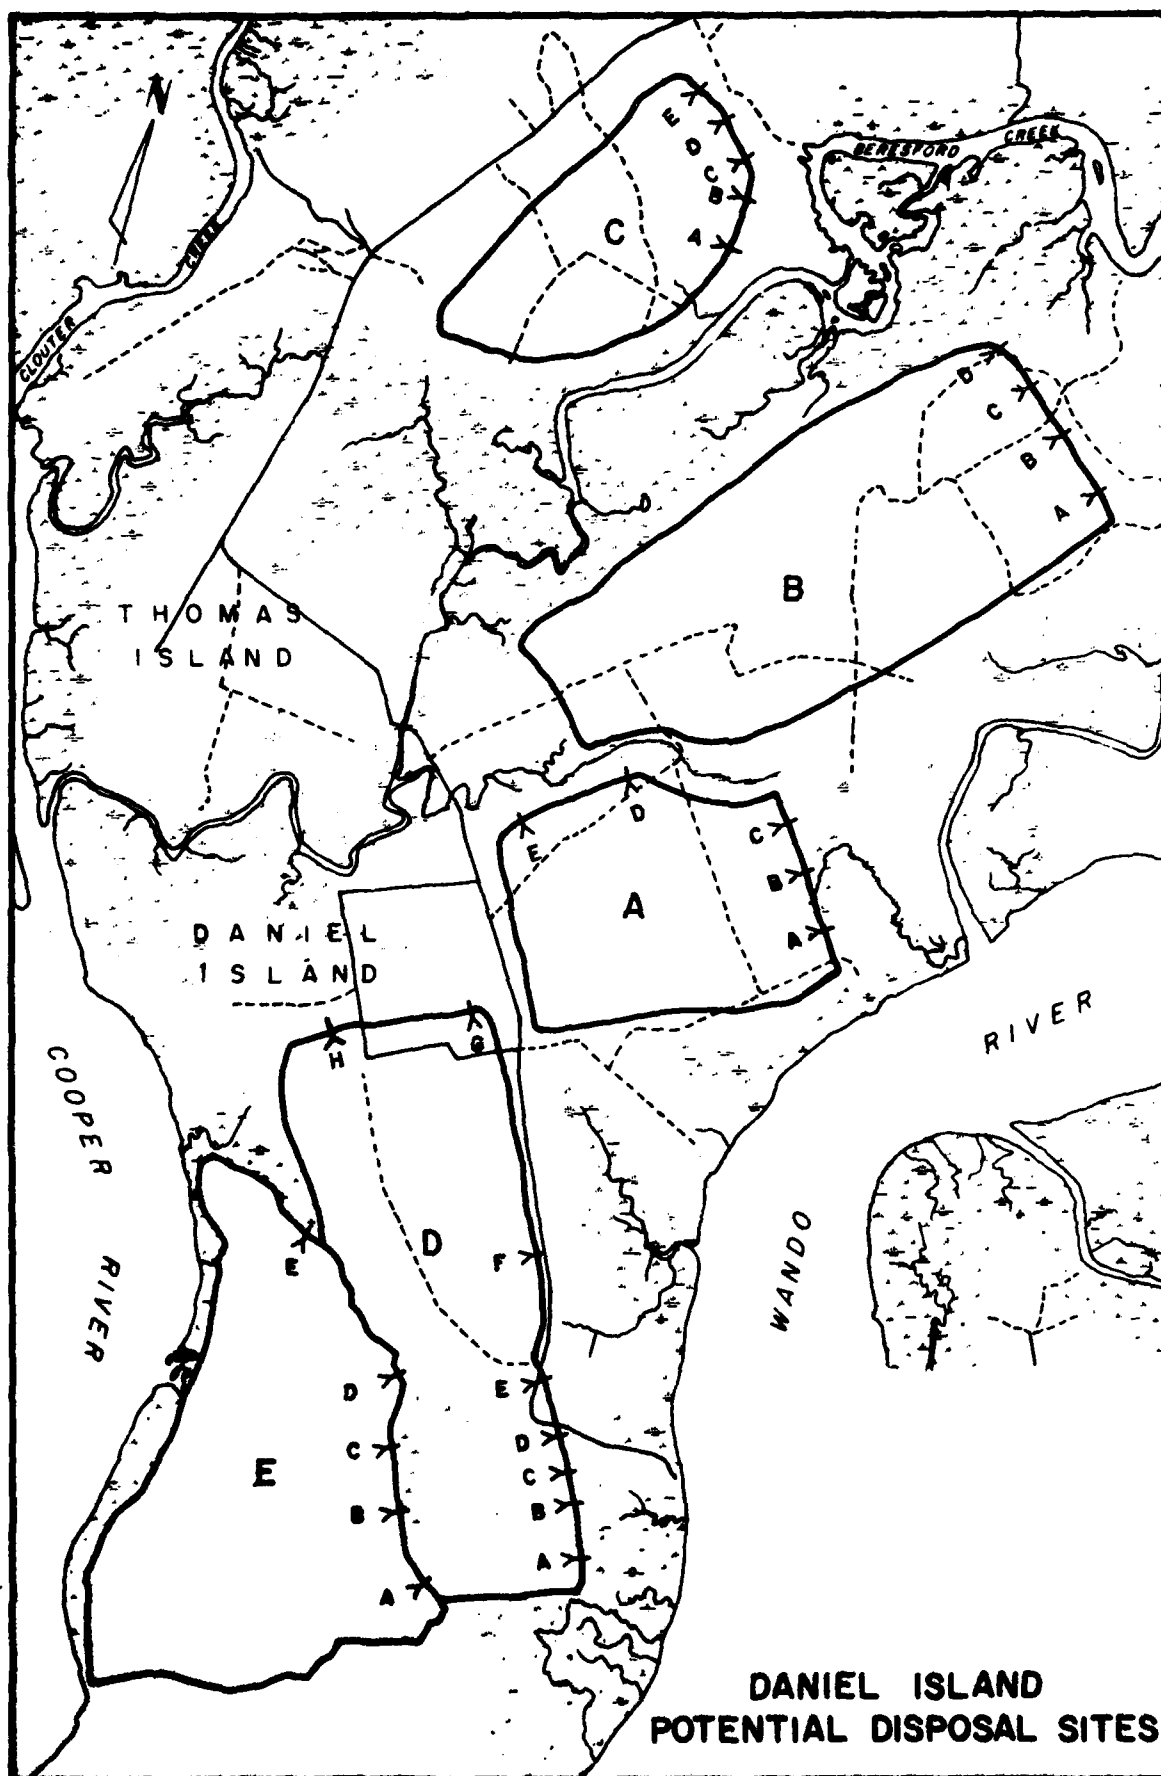 N
E
D
C
B
A
C
BERESFORD CREEK
CLOUTER CREEK
D
C
B
A
B
THOMAS
ISLAND
D
E
C
B
A
A
DANIEL
ISLAND
H
G
COOPER RIVER
WANDO RIVER
D
F
E
E
D
C
B
A
E
D
C
B
A
DANIEL ISLAND
POTENTIAL DISPOSAL SITES